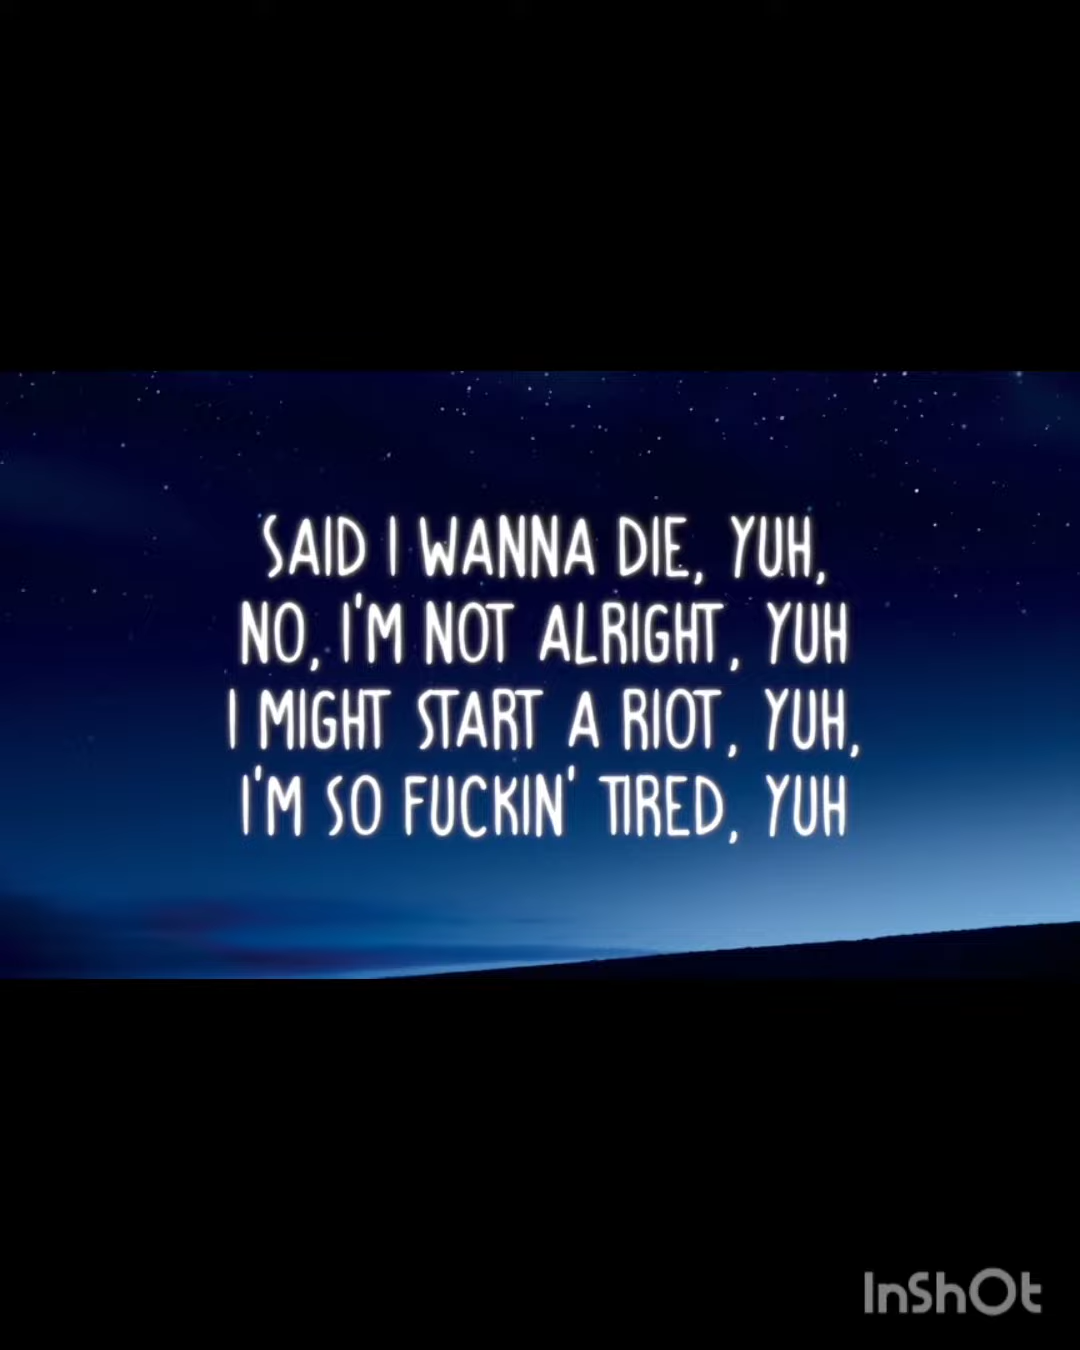 SAID I WANNA DIE, YUH,
NO, I'M NOT ALRIGHT, YUH
I MIGHT START A RIOT, YUH,
I'M SO FUCKIN' TIRED, YUH
InShOt